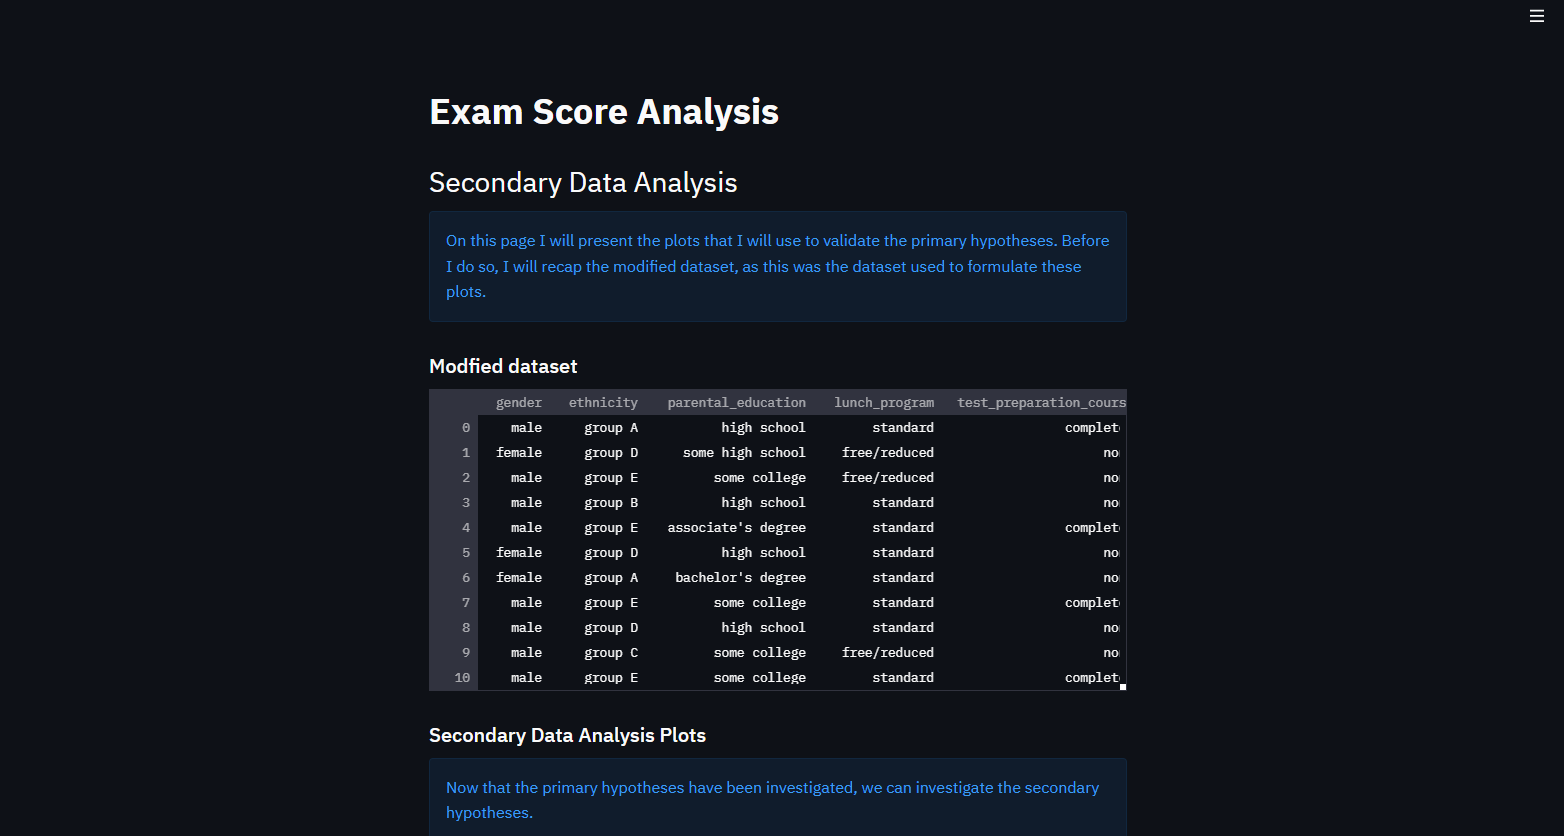 Exam Score Analysis
Secondary Data Analysis
On this page I will present the plots that I will use to validate the primary hypotheses. Before
I do so, I will recap the modified dataset, as this was the dataset used to formulate these
plots.
Modfied dataset
gender ethnicity parental_education lunch_program test_preparation_cours
0 male group A high school standard complet
1 female group D some high school free/reduced no
2 male group E some college free/reduced no
3 male group B high school standard no
4 male group E associate's degree standard complet
5 female group D high school standard no
6 female group A bachelor's degree standard no
7 male group E some college standard complet
8 male group D high school standard no
9 male group C some college free/reduced no
10 male group E some college standard complet
Secondary Data Analysis Plots
Now that the primary hypotheses have been investigated, we can investigate the secondary
hypotheses.